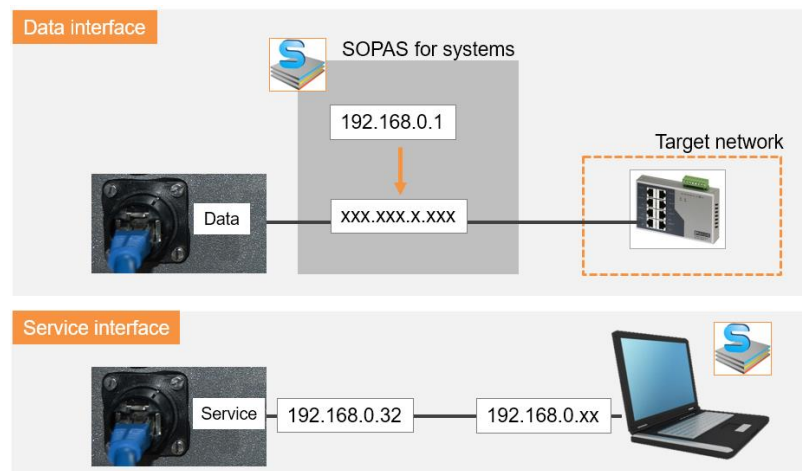 Data interface
SOPAS for systems
192.168.0.1
Target network
Data
xxx.xxx.x.xxx
Service interface
Service
192.168.0.32
192.168.0.xx